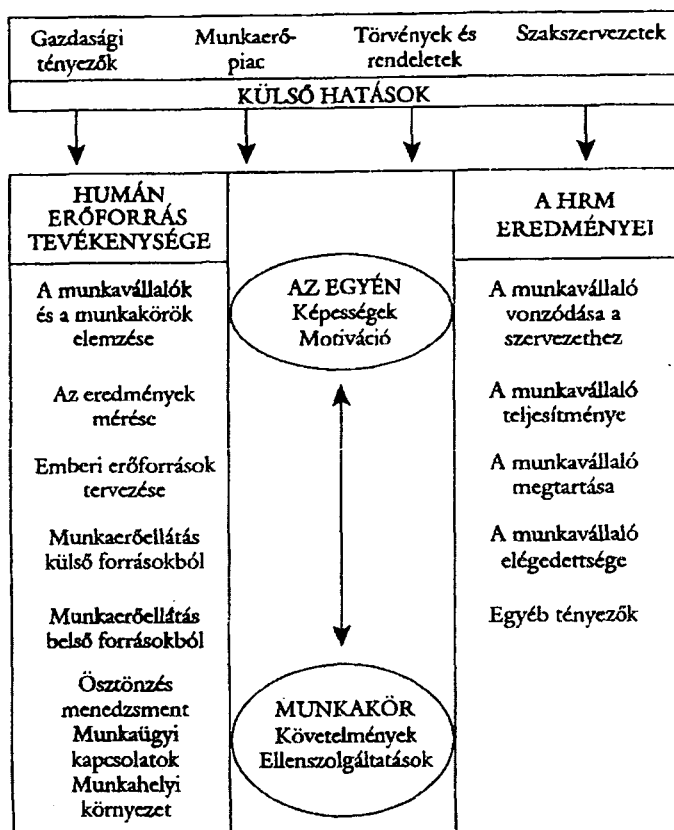 Gazdasági
tényezők
Munkaerő-
piac
Törvények és
rendeletek
Szakszervezetek
KÜLSŐ HATÁSOK
HUMÁN
ERŐFORRÁS
TEVÉKENYSÉGE
A munkavállalók
és a munkakörök
elemzése
Az eredmények
mérése
Emberi erőforrások
tervezése
Munkaerőellátás
külső forrásokból
Munkaerőellátás
belső forrásokból
Ösztönzés
menedzsment
Munkaügyi
kapcsolatok
Munkahelyi
környezet
AZ EGYÉN
Képességek
Motiváció
MUNKAKÖR
Követelmények
Ellenszolgáltatások
A HRM
EREDMÉNYEI
A munkavállaló
vonzódása a
szervezethez
A munkavállaló
teljesítménye
A munkavállaló
megtartása
A munkavállaló
elégedettsége
Egyéb tényezők